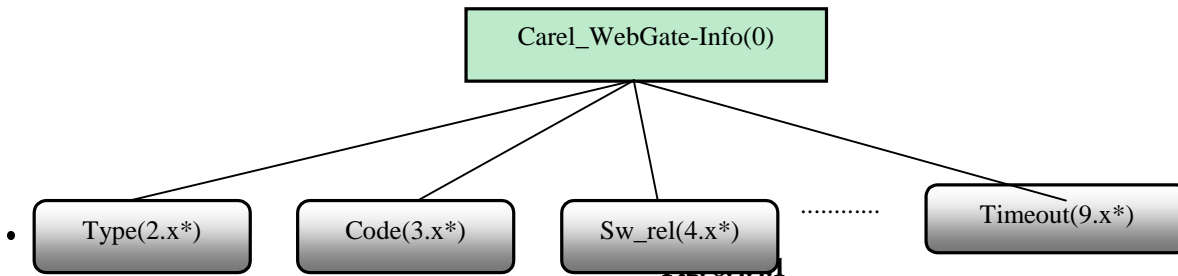 Carel_WebGate-Info(0)
Type(2.x*)
Code(3.x*)
Sw_rel(4.x*)
............
Timeout(9.x*)